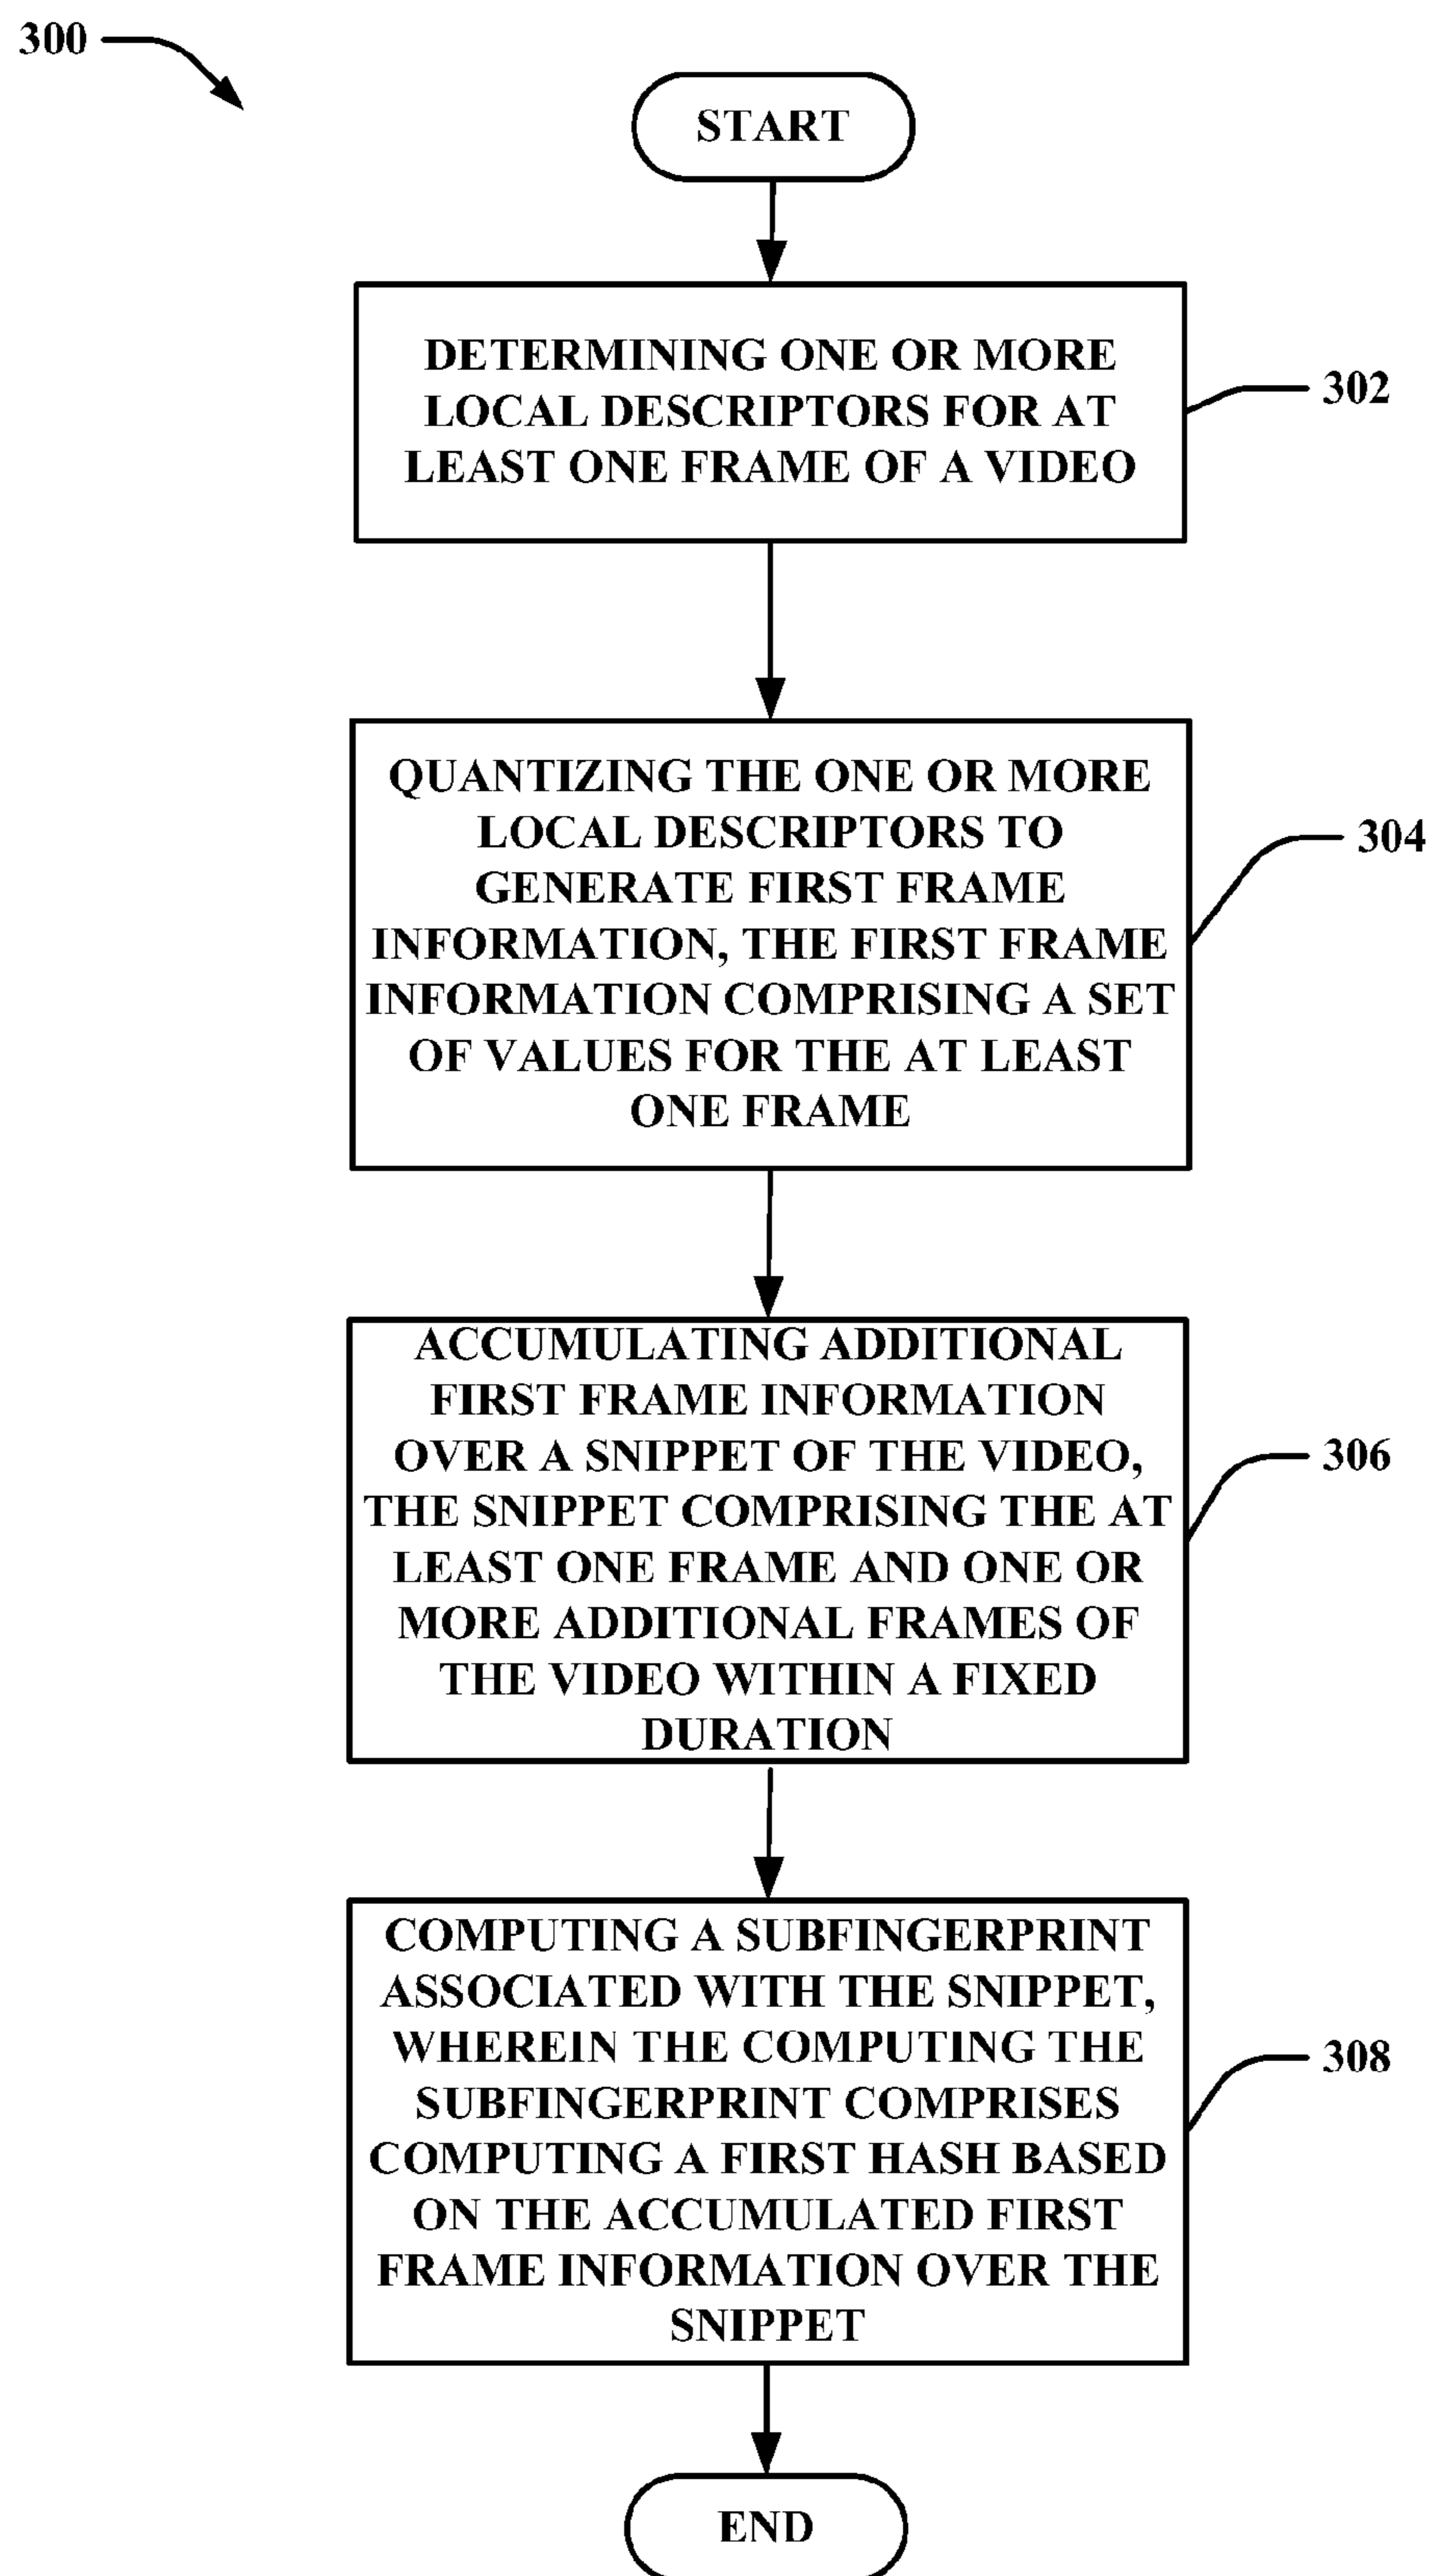 300
START
DETERMINING ONE OR MORE
LOCAL DESCRIPTORS FOR AT
LEAST ONE FRAME OF A VIDEO
302
QUANTIZING THE ONE OR MORE
LOCAL DESCRIPTORS TO
GENERATE FIRST FRAME
INFORMATION, THE FIRST FRAME
INFORMATION COMPRISING A SET
OF VALUES FOR THE AT LEAST
ONE FRAME
304
ACCUMULATING ADDITIONAL
FIRST FRAME INFORMATION
OVER A SNIPPET OF THE VIDEO,
THE SNIPPET COMPRISING THE AT
LEAST ONE FRAME AND ONE OR
MORE ADDITIONAL FRAMES OF
THE VIDEO WITHIN A FIXED
DURATION
306
COMPUTING A SUBFINGERPRINT
ASSOCIATED WITH THE SNIPPET,
WHEREIN THE COMPUTING THE
SUBFINGERPRINT COMPRISES
COMPUTING A FIRST HASH BASED
ON THE ACCUMULATED FIRST
FRAME INFORMATION OVER THE
SNIPPET
308
END